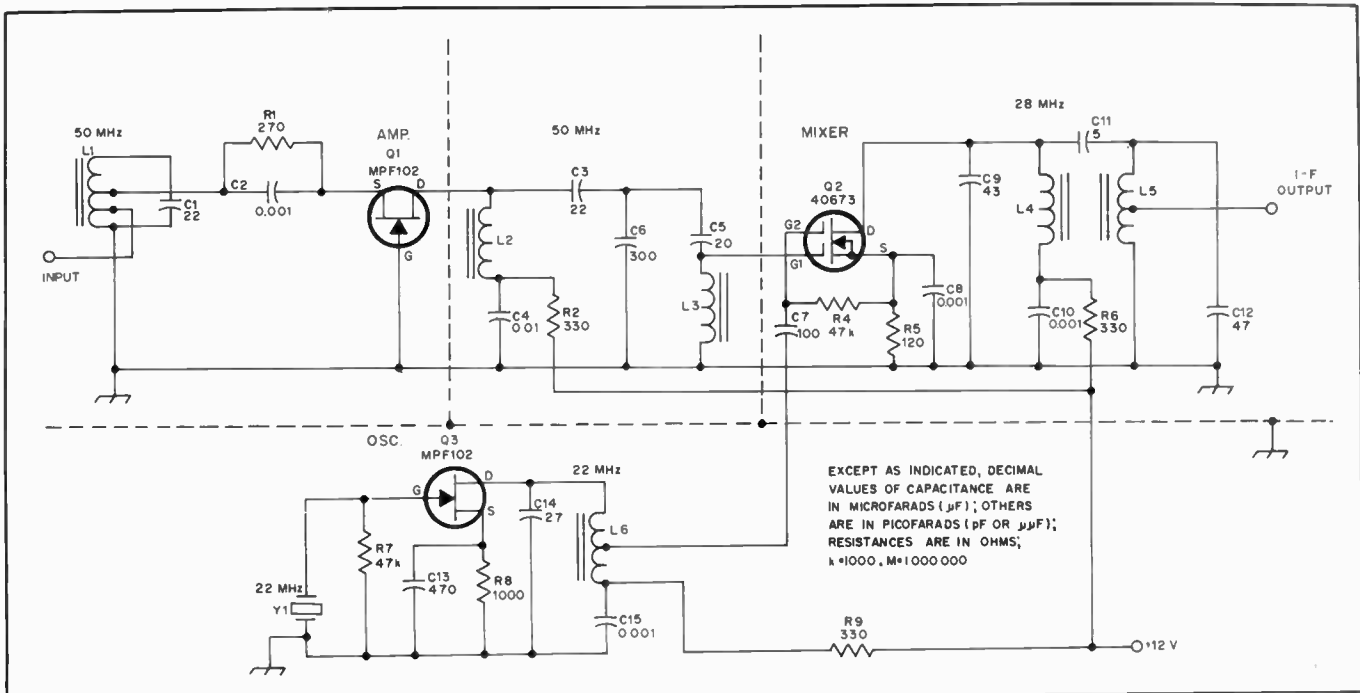 50 MHz
L1
C1
22
INPUT
R1
270
C2
0.001
AMP.
Q1
MPF102
S
D
G
50 MHz
L2
C3
22
C4
0.01
R2
330
C6
300
C5
20
L3
MIXER
Q2
40673
G2
G1
D
S
C7
100
R4
47k
R5
120
C8
0.001
28 MHz
C9
43
L4
C10
0.001
R6
330
C11
5
L5
C12
47
I-F
OUTPUT
OSC.
Q3
MPF102
G
D
S
22 MHz
Y1
R7
47k
C13
470
R8
1000
C14
27
22 MHz
L6
C15
0.001
R9
330
+12 V
EXCEPT AS INDICATED, DECIMAL
VALUES OF CAPACITANCE ARE
IN MICROFARADS (µF); OTHERS
ARE IN PICOFARADS (pF OR µµF);
RESISTANCES ARE IN OHMS;
k=1000, M=1000 000